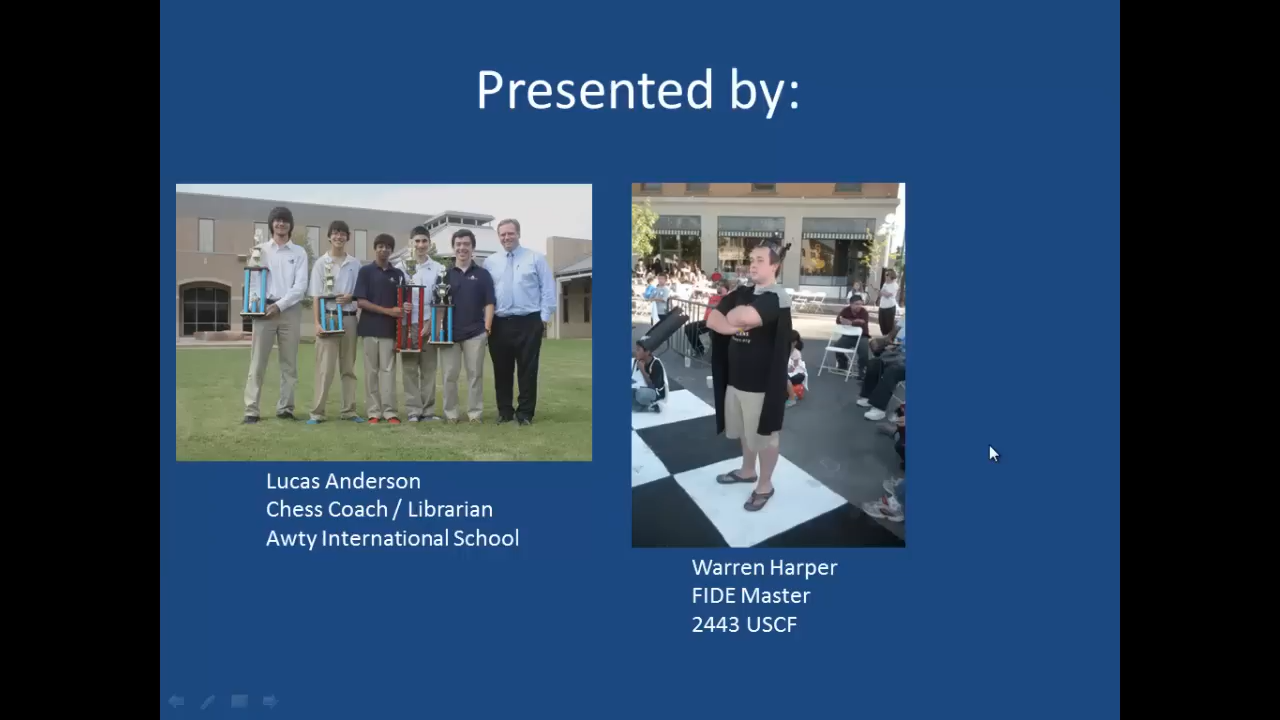 Presented by:
Lucas Anderson
Chess Coach / Librarian
Awty International School
Warren Harper
FIDE Master
2443 USCF